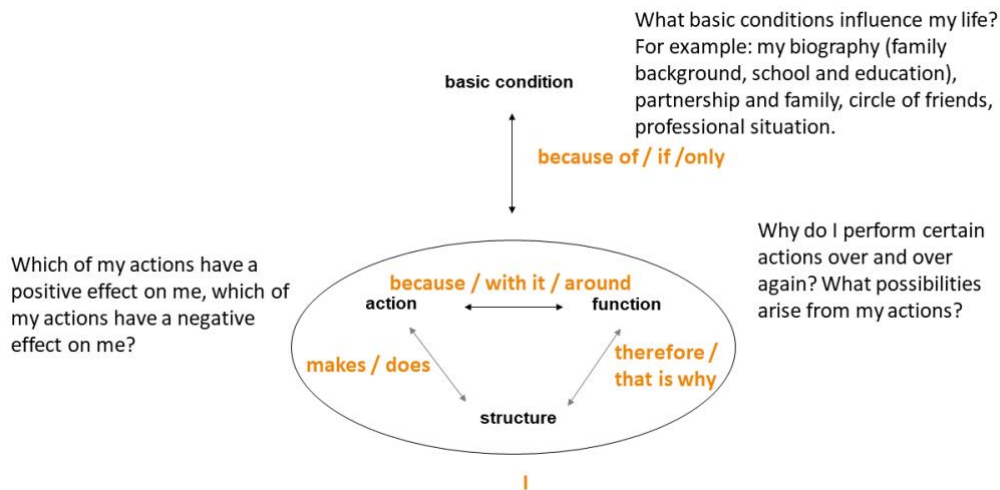 What basic conditions influence my life?
For example: my biography (family
background, school and education),
partnership and family, circle of friends,
professional situation.
basic condition
because of / if /only
Why do I perform certain
actions over and over
again? What possibilities
arise from my actions?
Which of my actions have a
positive effect on me, which of
my actions have a negative
effect on me?
because / with it / around
action
function
makes / does
therefore /
that is why
structure
I